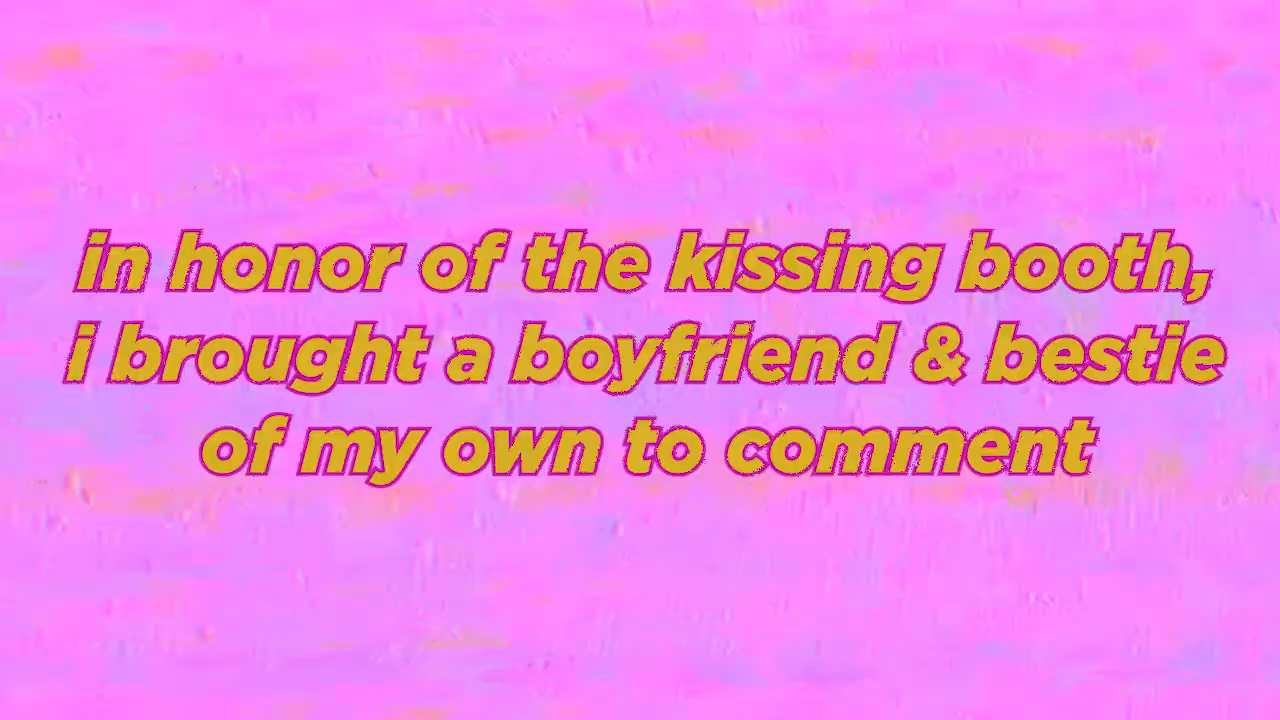 in honor of the kissing booth,
i brought a boyfriend & bestie
of my own to comment